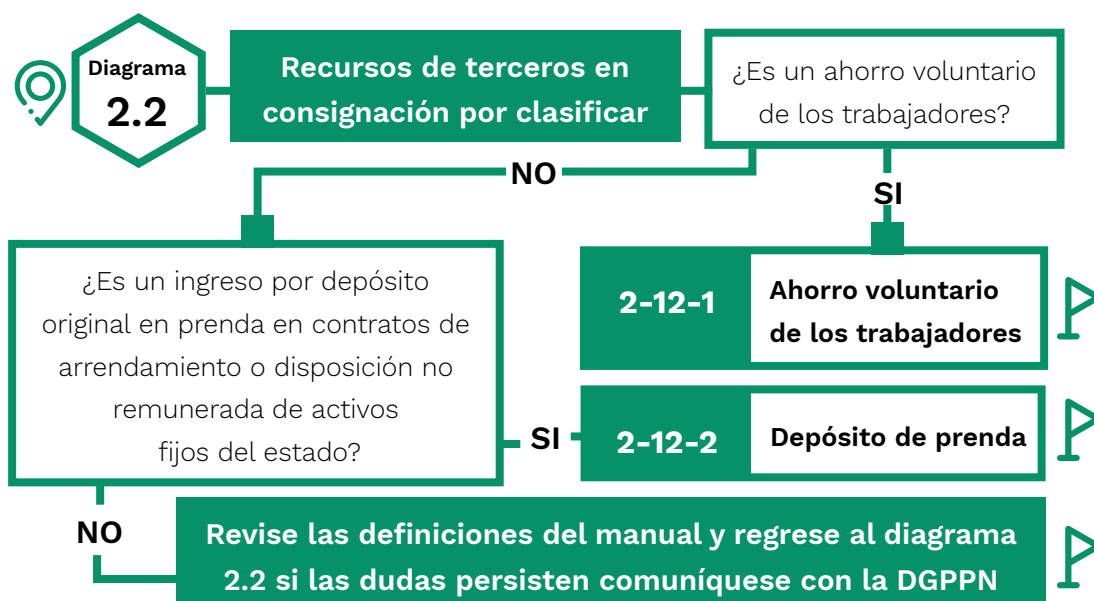 Diagrama
2.2
Recursos de terceros en
consignación por clasificar
¿Es un ahorro voluntario
de los trabajadores?
NO
SI
¿Es un ingreso por depósito
original en prenda en contratos de
arrendamiento o disposición no
remunerada de activos
fijos del estado?
2-12-1
Ahorro voluntario
de los trabajadores
SI
2-12-2
Depósito de prenda
NO
Revise las definiciones del manual y regrese al diagrama
2.2 si las dudas persisten comuníquese con la DGPPN